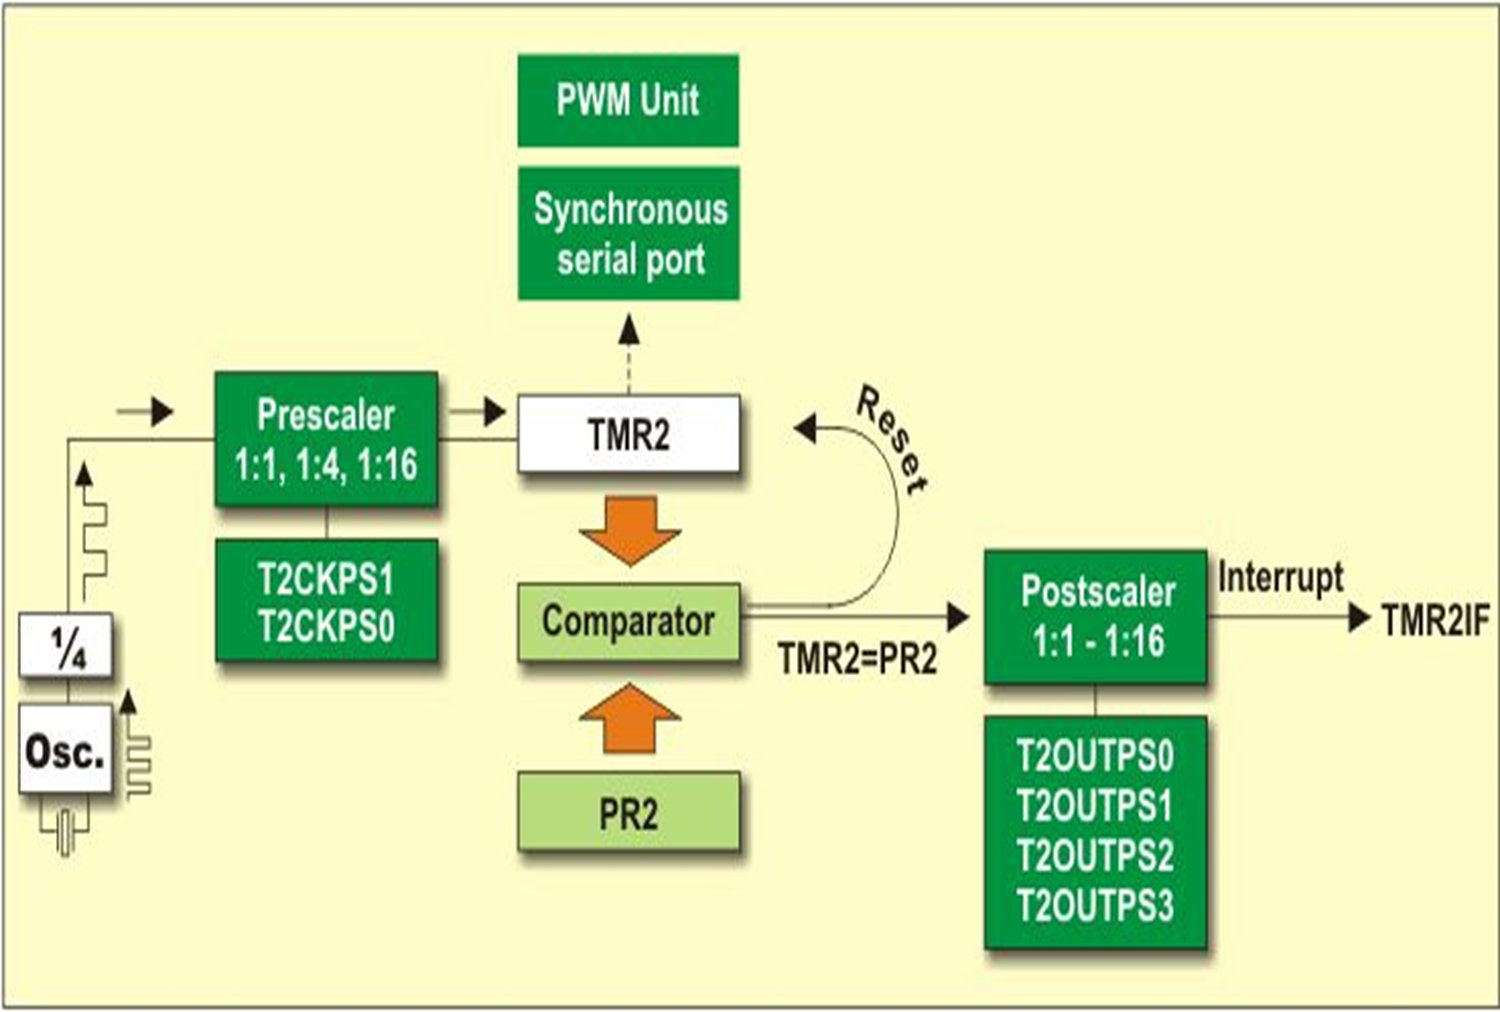 PWM Unit
Synchronous
serial port
Prescaler
1:1, 1:4, 1:16
TMR2
Reset
T2CKPS1
T2CKPS0
¼
Osc.
Comparator
TMR2=PR2
PR2
Postscaler
1:1 - 1:16
Interrupt
TMR2IF
T2OUTPS0
T2OUTPS1
T2OUTPS2
T2OUTPS3